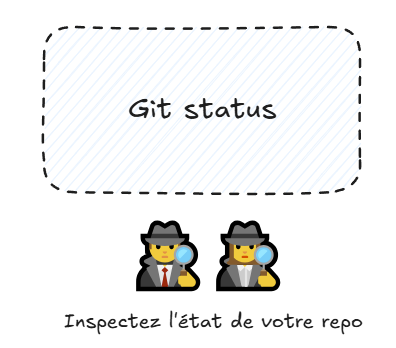 Git status
Inspectez l'état de votre repo